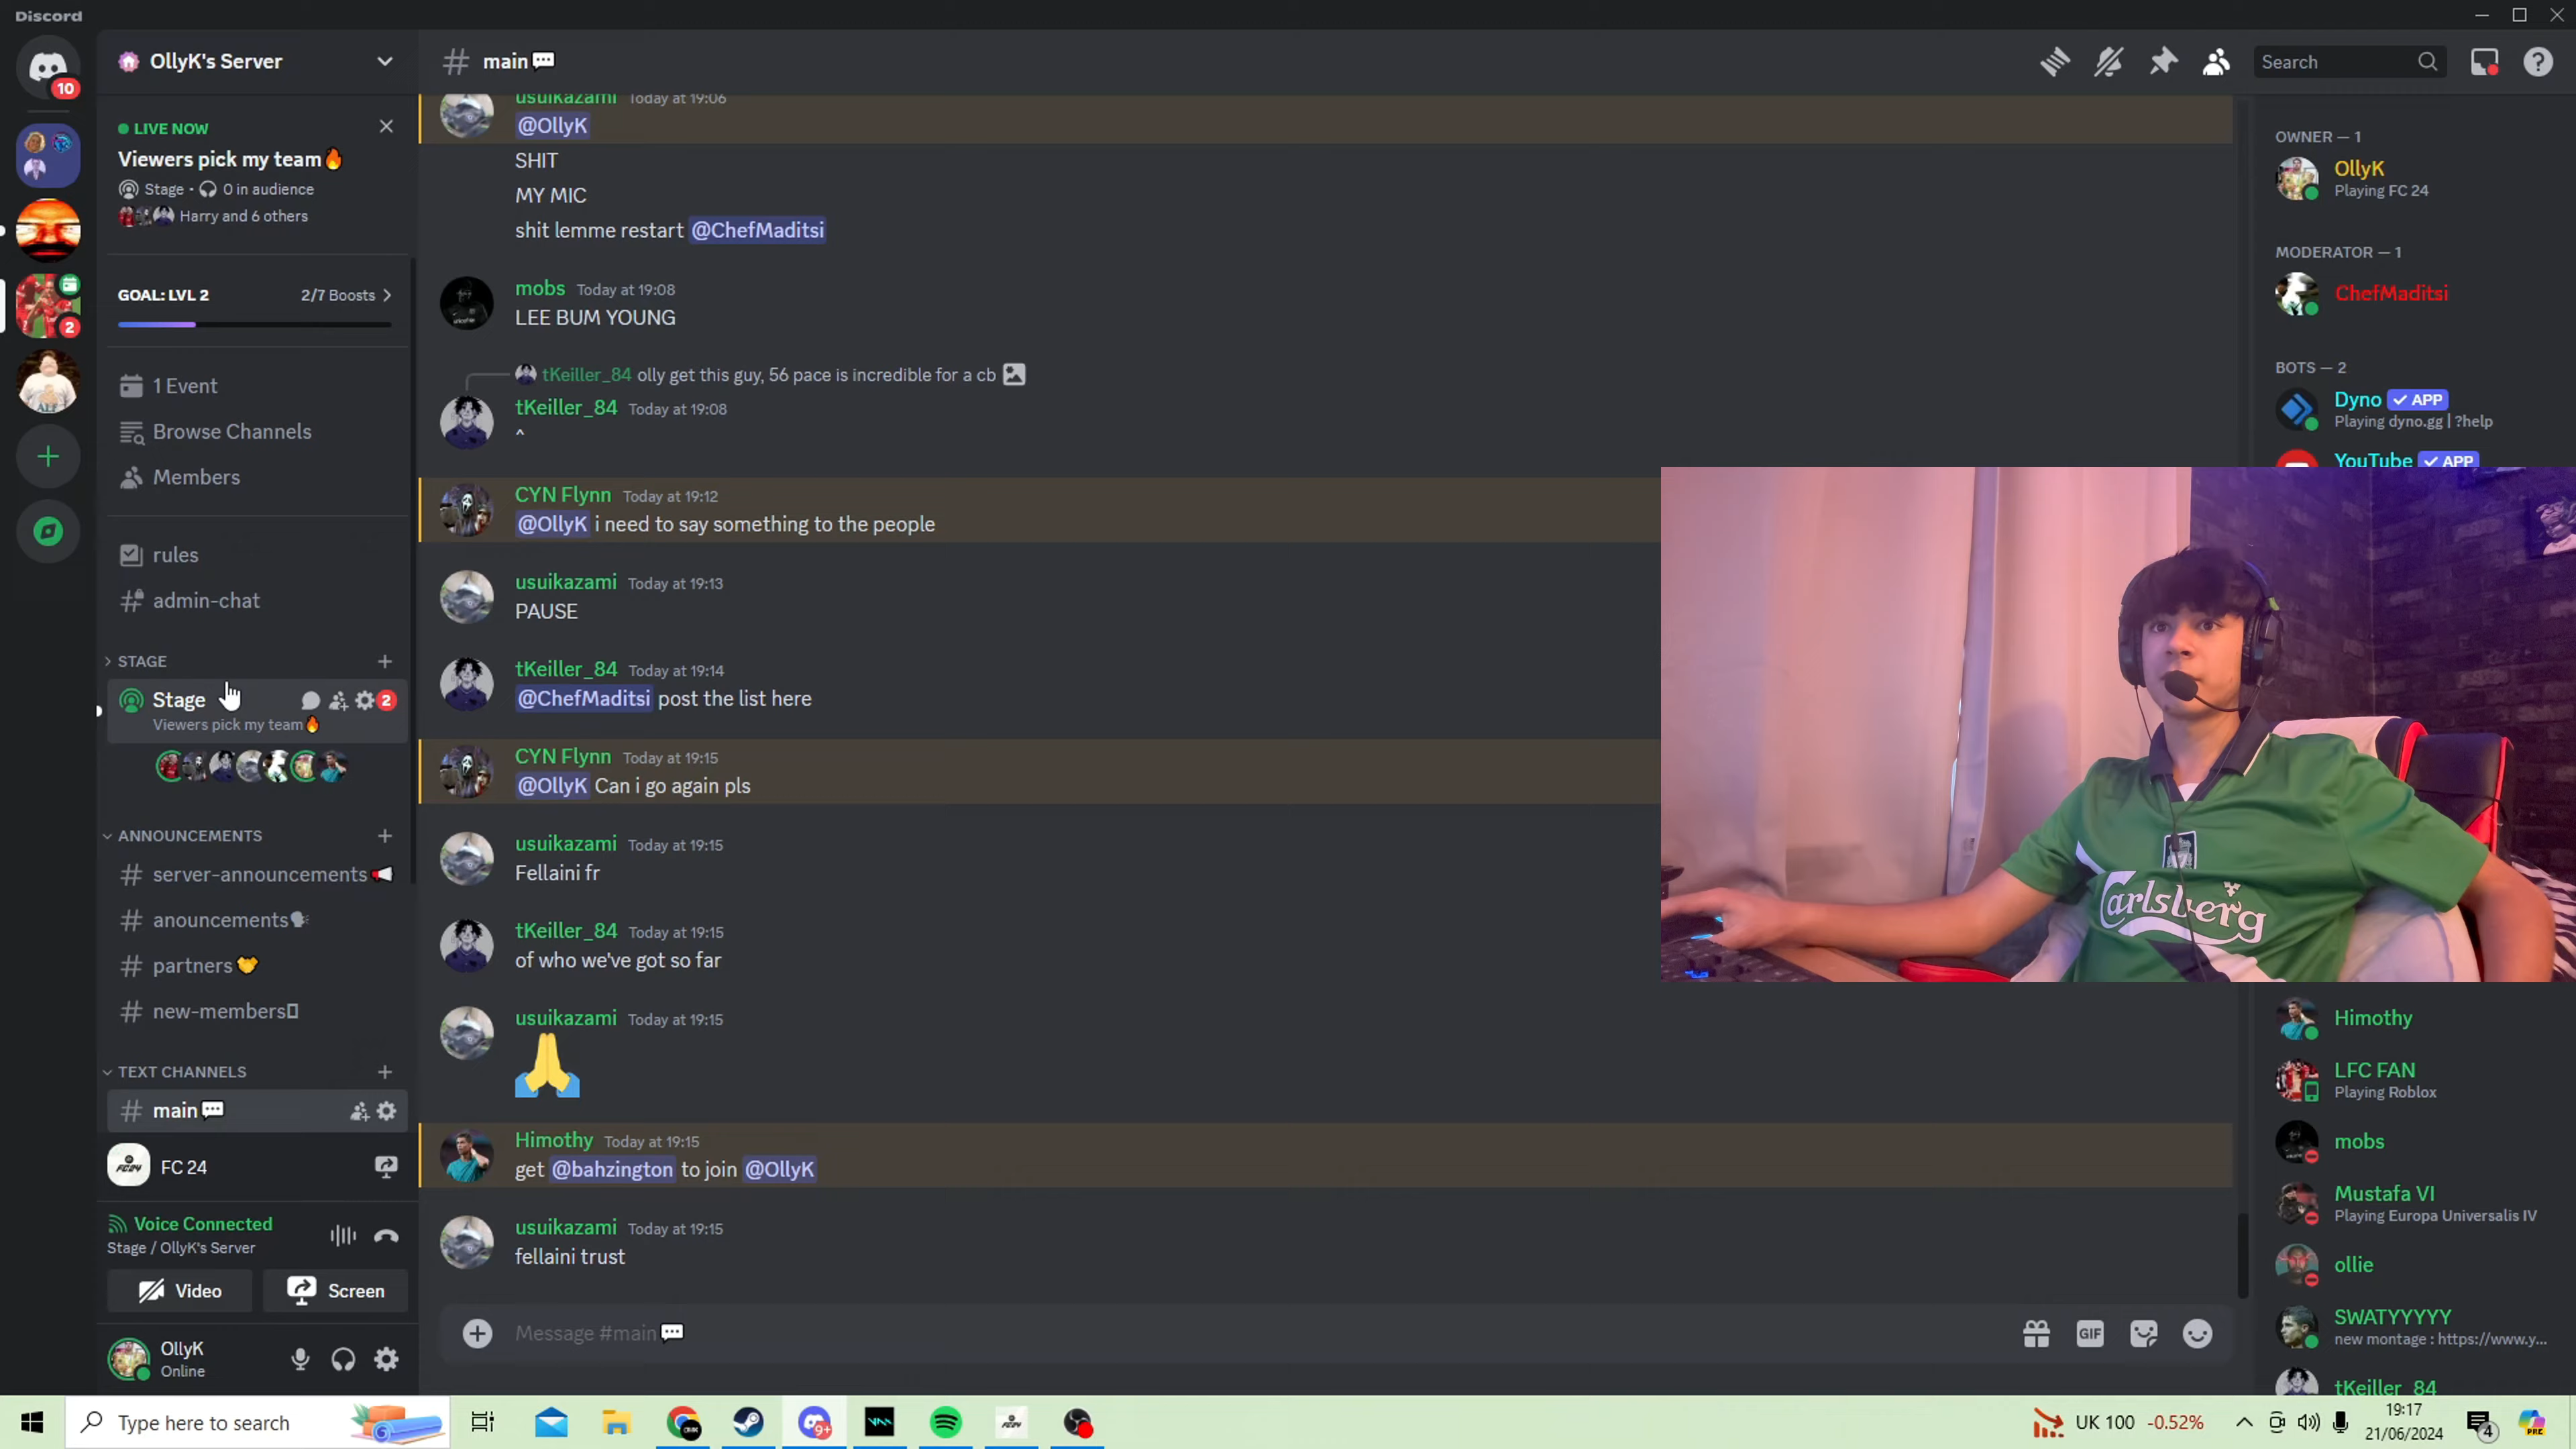 Discord
OllyK's Server
main
Search
10
LIVE NOW
Viewers pick my team🔥
Stage • 0 in audience
Harry and 6 others
GOAL: LVL 2
2/7 Boosts
2
1 Event
Browse Channels
Members
rules
admin-chat
STAGE
Stage
2
Viewers pick my team🔥
ANNOUNCEMENTS
server-announcements
anouncements
partners
new-members
TEXT CHANNELS
main
FC 24
Voice Connected
Stage / OllyK's Server
Video
Screen
OllyK
Online
usuikazami Today at 19:06
@OllyK
SHIT
MY MIC
shit lemme restart @ChefMaditsi
mobs Today at 19:08
LEE BUM YOUNG
tKeiller_84 olly get this guy, 56 pace is incredible for a cb
tKeiller_84 Today at 19:08
^
CYN Flynn Today at 19:12
@OllyK i need to say something to the people
usuikazami Today at 19:13
PAUSE
tKeiller_84 Today at 19:14
@ChefMaditsi post the list here
CYN Flynn Today at 19:15
@OllyK Can i go again pls
usuikazami Today at 19:15
Fellaini fr
tKeiller_84 Today at 19:15
of who we've got so far
usuikazami Today at 19:15
🙏
Himothy Today at 19:15
get @bahzington to join @OllyK
usuikazami Today at 19:15
fellaini trust
Message #main
GIF
OWNER — 1
OllyK
Playing FC 24
MODERATOR — 1
ChefMaditsi
BOTS — 2
Dyno ✓ APP
Playing dyno.gg | ?help
YouTube ✓ APP
Carlsberg
Himothy
LFC FAN
Playing Roblox
mobs
Mustafa VI
Playing Europa Universalis IV
ollie
SWATYYYYY
new montage : https://www.y...
tKeiller_84
Type here to search
9+
UK 100 -0.52%
19:17
21/06/2024
4
PRE